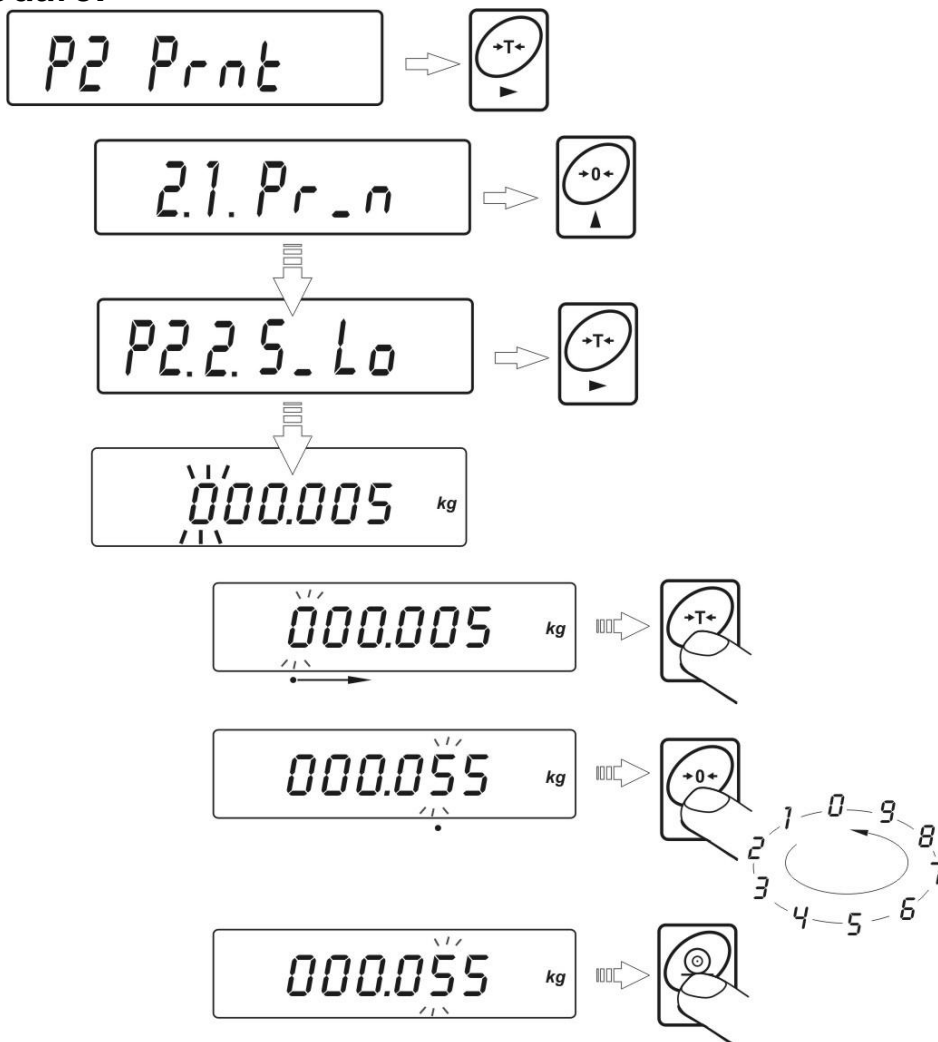 P2 Prnt →T←
2.1. Pr_n →0←
P2.2. S_Lo →T←
000.005 kg
000.005 kg →T←
000.055 kg →0←
0 9 8 7 6 5 4 3 2 1
000.055 kg